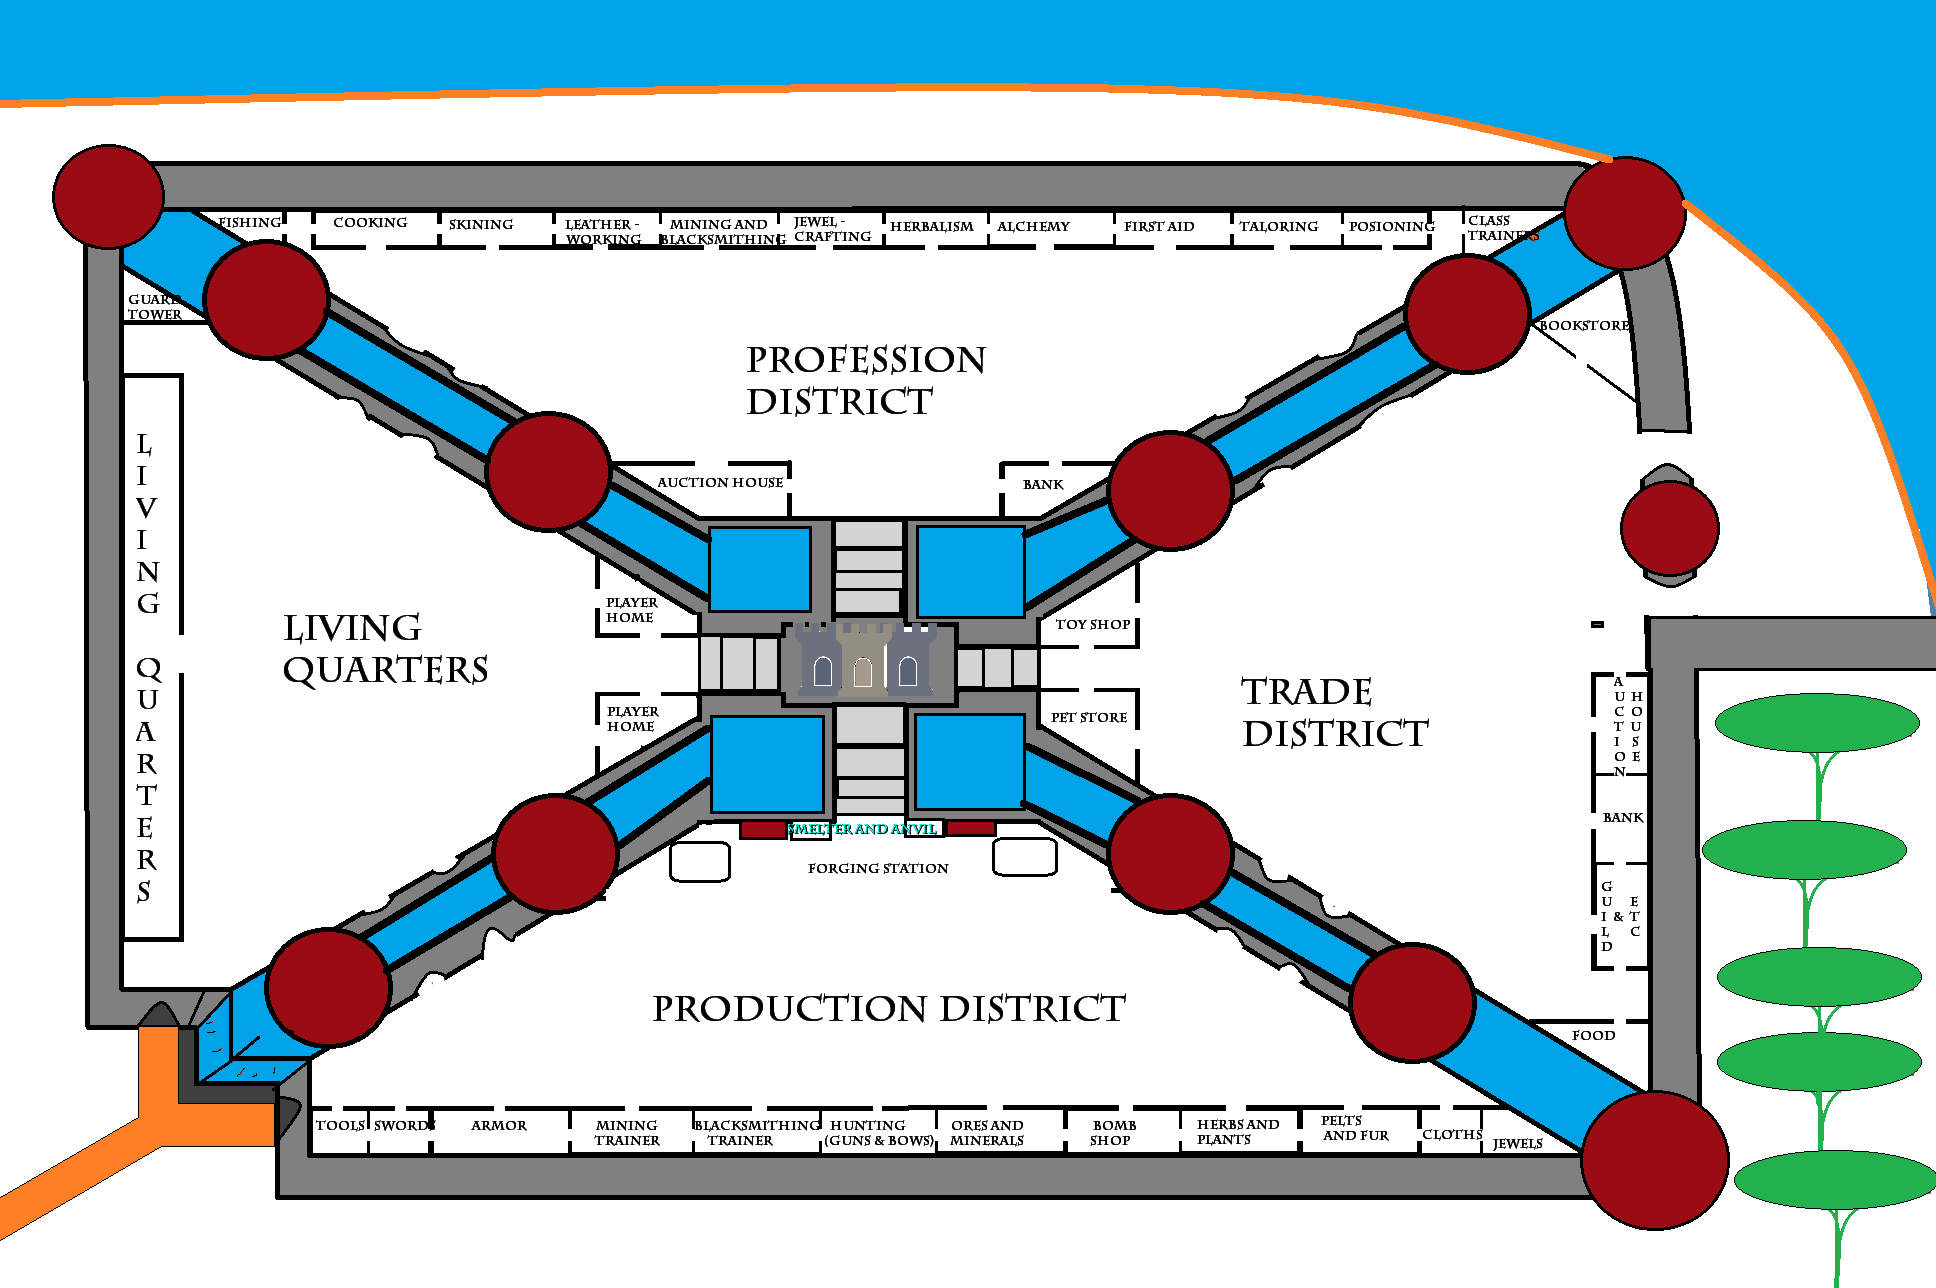 FISHING
COOKING
SKINING
LEATHER -
WORKING
MINING AND
BLACKSMITHING
JEWEL -
CRAFTING
HERBALISM
ALCHEMY
FIRST AID
TALORING
POSIONING
CLASS
TRAINERS
GUARD
TOWER
BOOKSTORE
PROFESSION
DISTRICT
AUCTION HOUSE
BANK
LIVING QUARTERS
LIVING
QUARTERS
PLAYER
HOME
TOY SHOP
TRADE
DISTRICT
PLAYER
HOME
PET STORE
AUCTION
HOUSE
BANK
GUILD
&
ETC
SMELTER AND ANVIL
FORGING STATION
PRODUCTION DISTRICT
FOOD
TOOLS
SWORDS
ARMOR
MINING
TRAINER
BLACKSMITHING
TRAINER
HUNTING
(GUNS & BOWS)
ORES AND
MINERALS
BOMB
SHOP
HERBS AND
PLANTS
PELTS
AND FUR
CLOTHS
JEWELS